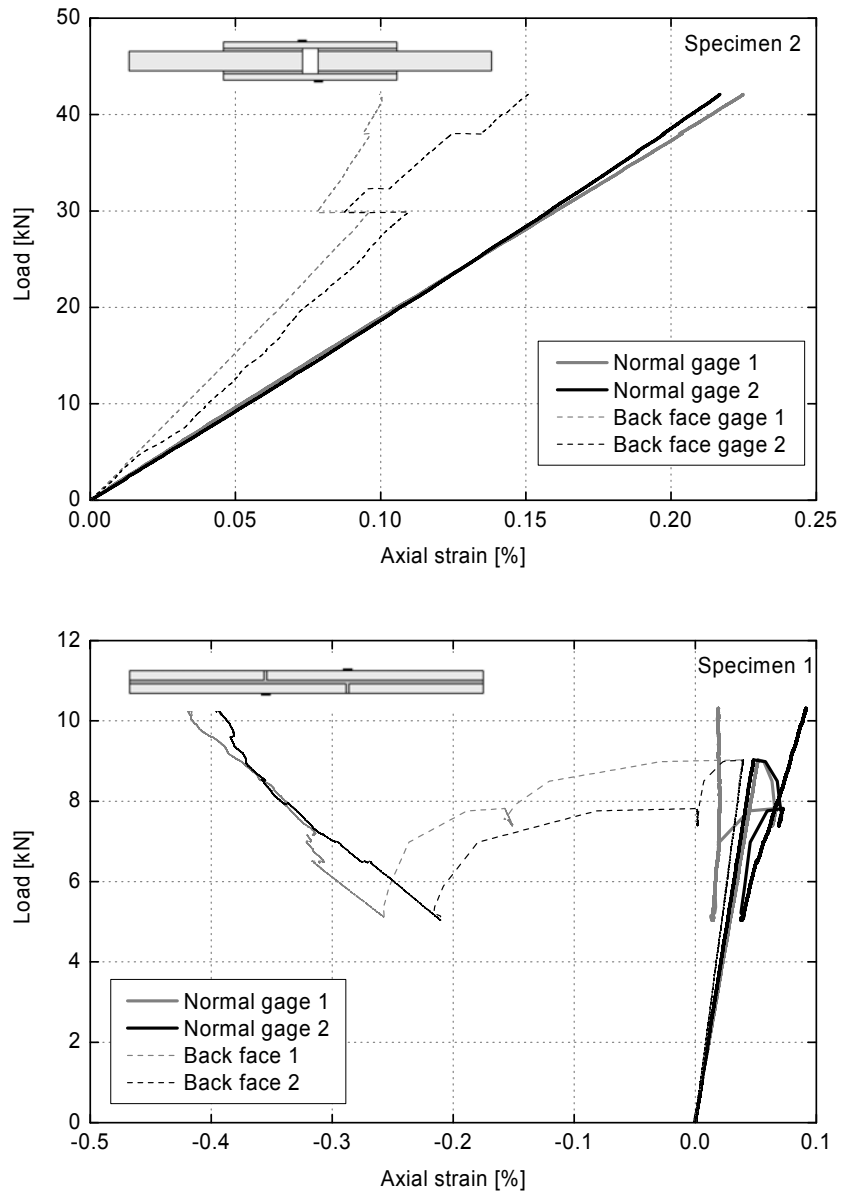 50
Specimen 2
40
30
Load [kN]
20
Normal gage 1
Normal gage 2
10
Back face gage 1
Back face gage 2
0
0.00 0.05 0.10 0.15 0.20 0.25
Axial strain [%]
12
Specimen 1
10
8
Load [kN]
6
4
Normal gage 1
Normal gage 2
2
Back face 1
Back face 2
0
-0.5 -0.4 -0.3 -0.2 -0.1 0.0 0.1
Axial strain [%]